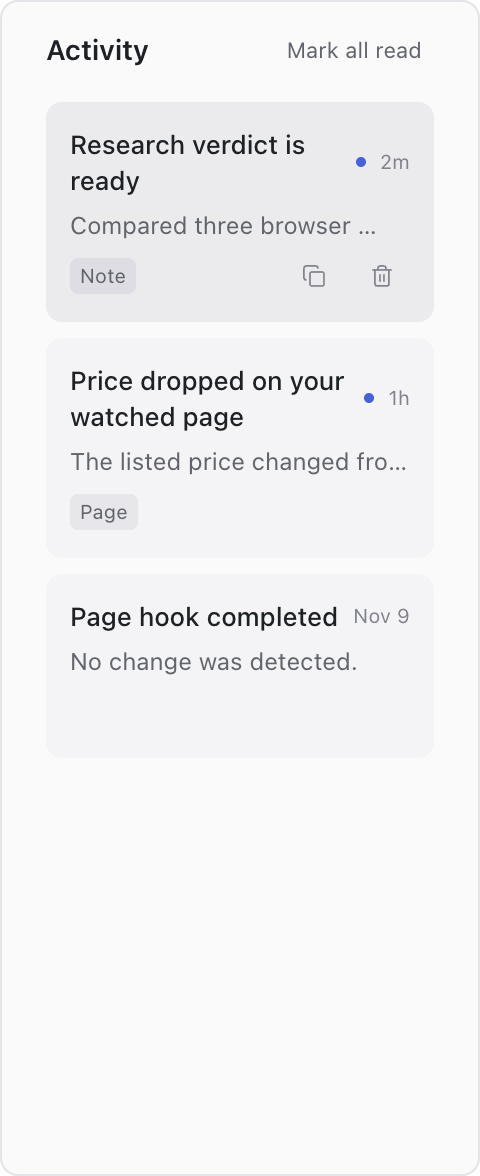 Activity
Mark all read
Research verdict is
ready
2m
Compared three browser ...
Note
Price dropped on your
watched page
1h
The listed price changed fro...
Page
Page hook completed
Nov 9
No change was detected.